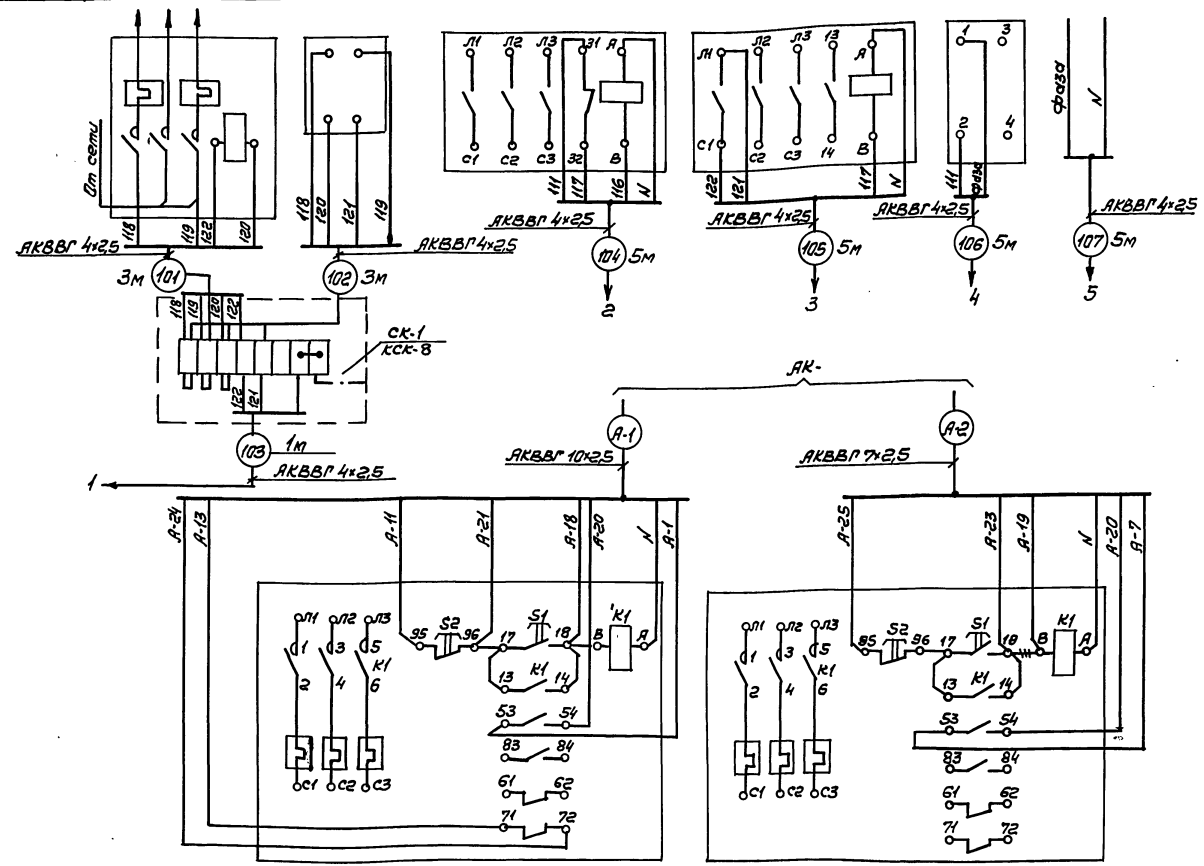 Л1 Л2 Л3 31 А
Л1 Л2 Л3 13 А
1 3
фаза N
От сети
С1 С2 С3 32 В
С1 С2 С3 14 В
2 4
118 119 122 120
118 120 121 119
111 117 116 N
122 121 117 N
111 фаза
АКВВГ 4×2,5
АКВВГ 4×2,5
АКВВГ 4×2,5
АКВВГ 4×2,5
АКВВГ 4×2,5
АКВВГ 4×2,5
3м 101
102 3м
104 5м
105 5м
106 5м
107 5м
2 3 4 5
118 119 120 122
СК-1
КСК-8
122 121
АК-
103 1м
АКВВГ 4×2,5
1
А-1
АКВВГ 10×2,5
А-2
АКВВГ 7×2,5
А-24 А-13 А-11 А-21 А-18 А-20 N А-1
А-25 А-23 А-19 N А-20 А-7
Л1 Л2 Л3
1 3 5
К1
2 4 6
С1 С2 С3
95 S2 96 17 S1 18 В К1 А
13 К1 14
53 54
83 84
61 62
71 72
Л1 Л2 Л3
1 3 5
К1
2 4 6
С1 С2 С3
85 S2 96 17 S1 18 В К1 А
13 К1 14
53 54
83 84
61 62
71 72